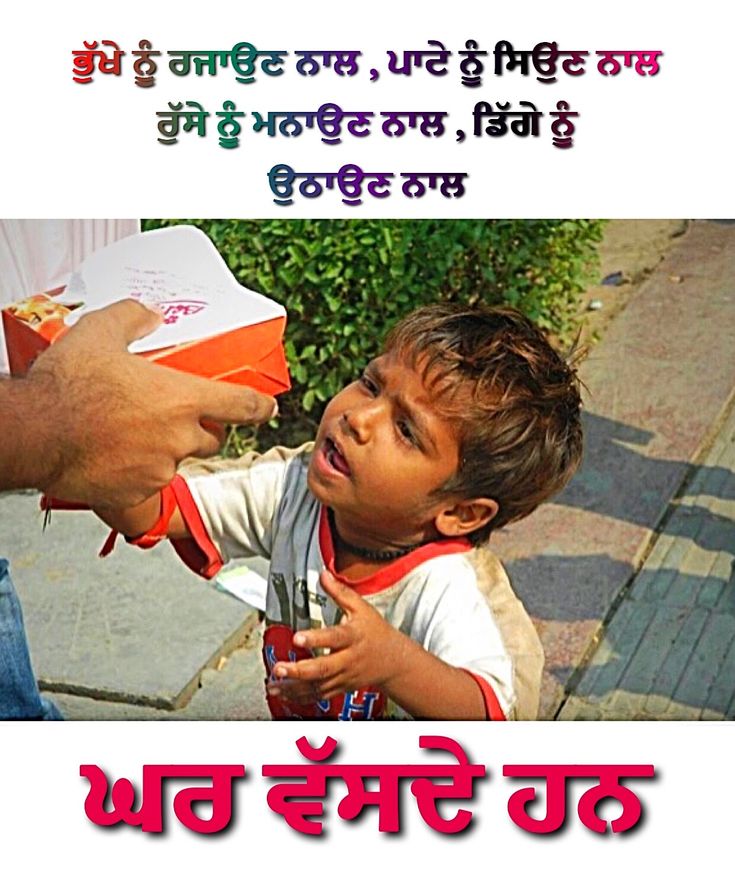 ਭੁੱਖੇ ਨੂੰ ਰਜਾਉਣ ਨਾਲ , ਪਾਟੇ ਨੂੰ ਸਿਉਂਣ ਨਾਲ
ਰੁੱਸੇ ਨੂੰ ਮਨਾਉਣ ਨਾਲ , ਡਿੱਗੇ ਨੂੰ
ਉਠਾਉਣ ਨਾਲ
ਘਰ ਵੱਸਦੇ ਹਨ